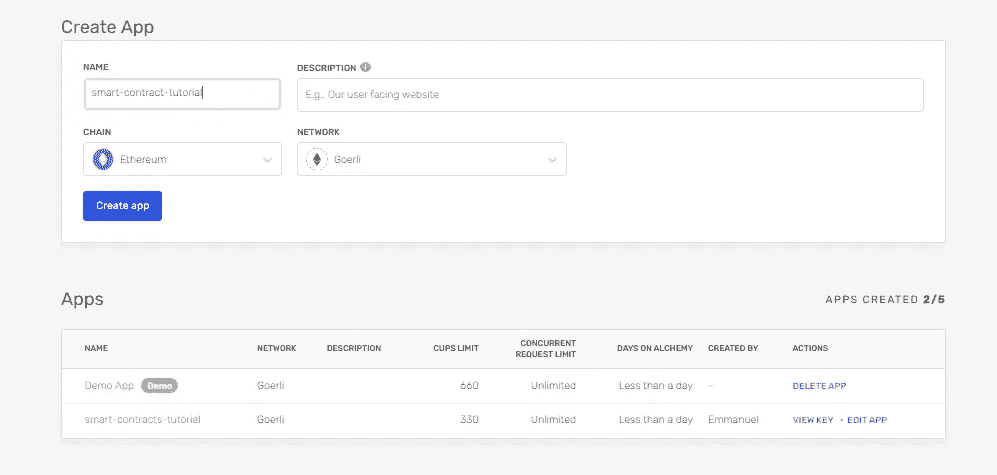 Create App
NAME
DESCRIPTION
smart-contract-tutorial
E.g., Our user facing website
CHAIN
NETWORK
Ethereum
Goerli
Create app
Apps
APPS CREATED 2/5
NAME NETWORK DESCRIPTION CUPS LIMIT CONCURRENT REQUEST LIMIT DAYS ON ALCHEMY CREATED BY ACTIONS
Demo App Demo Goerli 660 Unlimited Less than a day - DELETE APP
smart-contracts-tutorial Goerli 330 Unlimited Less than a day Emmanuel VIEW KEY • EDIT APP